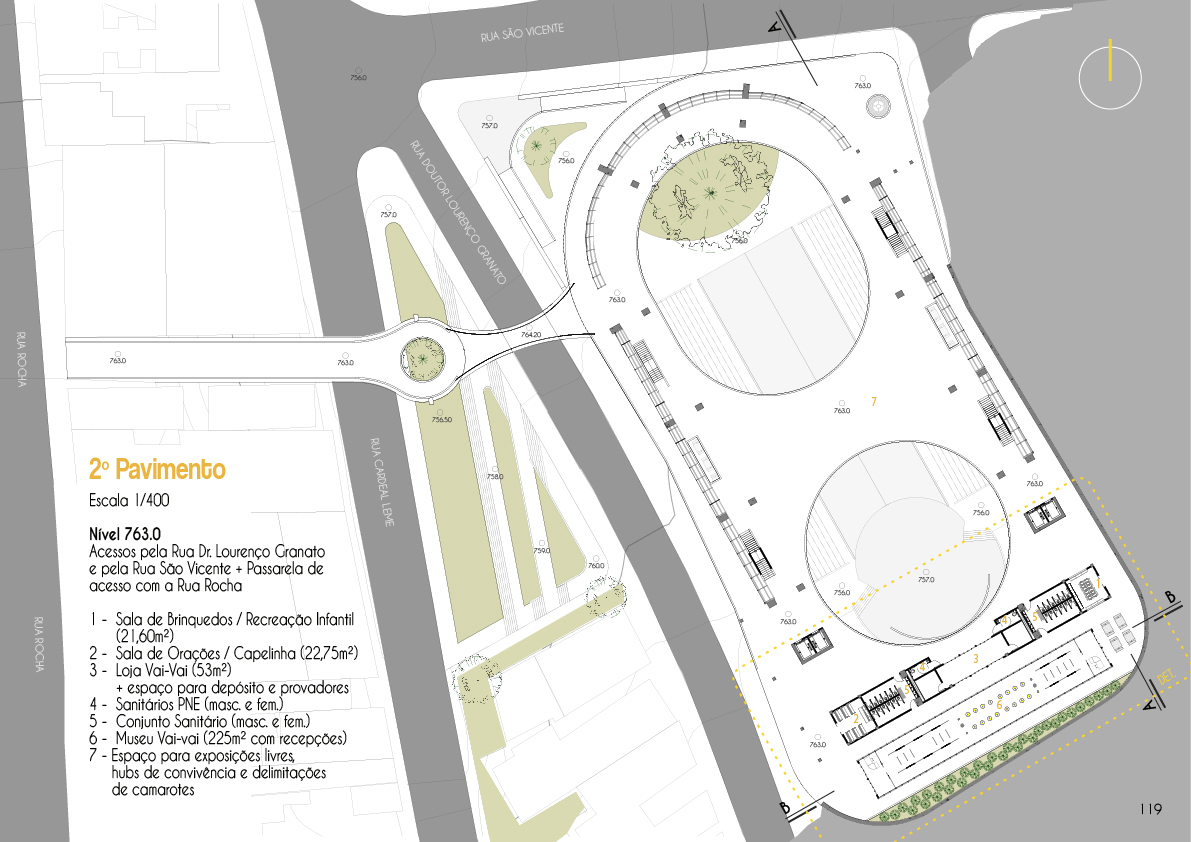 RUA SÃO VICENTE
A
756.0
763.0
757.0
756.0
RUA DOUTOR LOURENÇO GRANATO
757.0
756.0
763.0
764.20
RUA ROCHA
763.0
763.0
7
763.0
756.50
RUA CARDEAL LEME
758.0
763.0
756.0
759.0
760.0
757.0
756.0
763.0
1
B
5
4
3
4
5
DET.
A
2
6
763.0
B
2º Pavimento
Escala 1/400
Nível 763.0
Acessos pela Rua Dr. Lourenço Granato
e pela Rua São Vicente + Passarela de
acesso com a Rua Rocha
1 - Sala de Brinquedos / Recreação Infantil
(21,60m²)
2 - Sala de Orações / Capelinha (22,75m²)
3 - Loja Vai-Vai (53m²)
+ espaço para depósito e provadores
4 - Sanitários PNE (masc. e fem.)
5 - Conjunto Sanitário (masc. e fem.)
6 - Museu Vai-vai (225m² com recepções)
7 - Espaço para exposições livres,
hubs de convivência e delimitações
de camarotes
RUA ROCHA
119